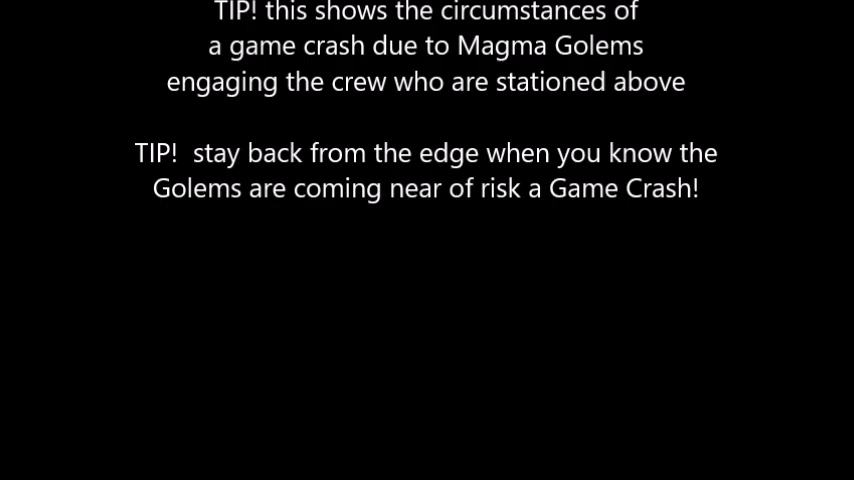 TIP! this shows the circumstances of
a game crash due to Magma Golems
engaging the crew who are stationed above
TIP!  stay back from the edge when you know the
Golems are coming near of risk a Game Crash!